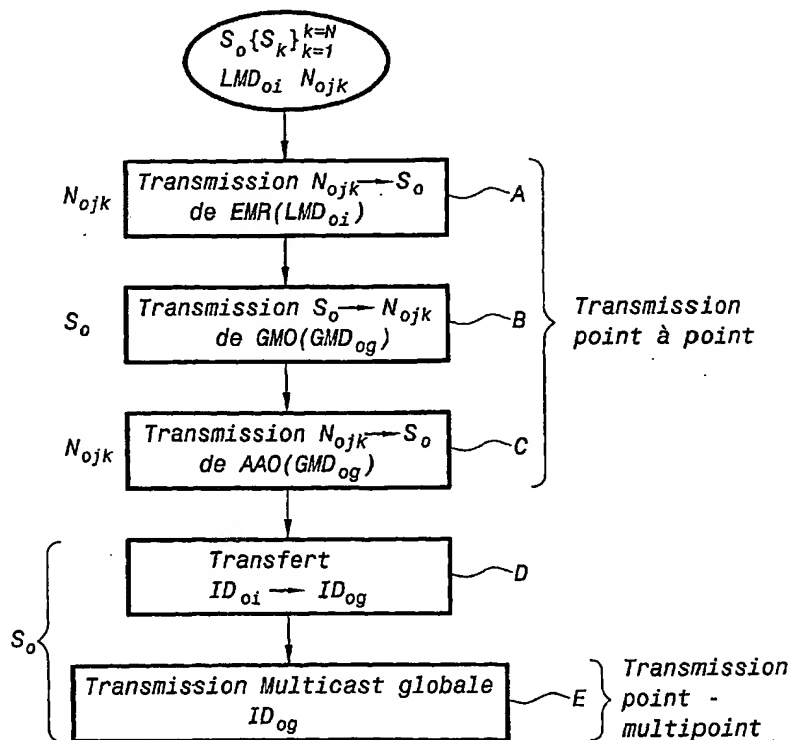 S_o{S_k}_{k=1}^{k=N}
LMD_oi N_ojk
N_ojk
Transmission N_ojk → S_o
de EMR(LMD_oi)
A
S_o
Transmission S_o → N_ojk
de GMO(GMD_og)
B
Transmission
point à point
N_ojk
Transmission N_ojk → S_o
de AAO(GMD_og)
C
S_o
Transfert
ID_oi → ID_og
D
Transmission Multicast globale
ID_og
E
Transmission
point -
multipoint